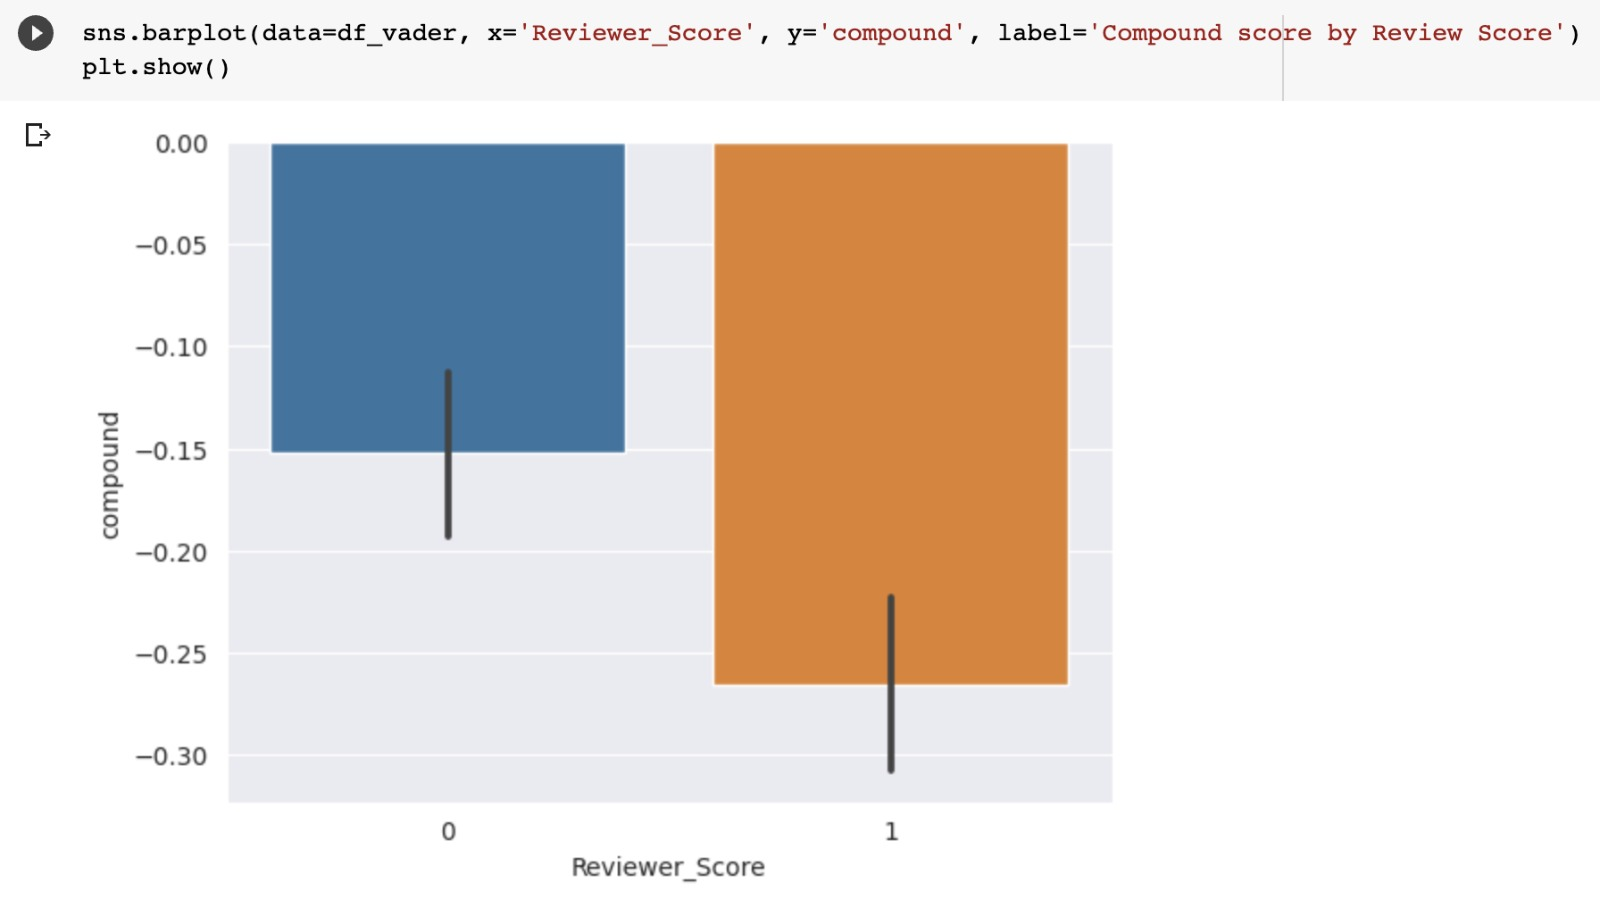 sns.barplot(data=df_vader, x='Reviewer_Score', y='compound', label='Compound score by Review Score')
plt.show()
0.00
−0.05
−0.10
−0.15
−0.20
−0.25
−0.30
compound
0 1
Reviewer_Score